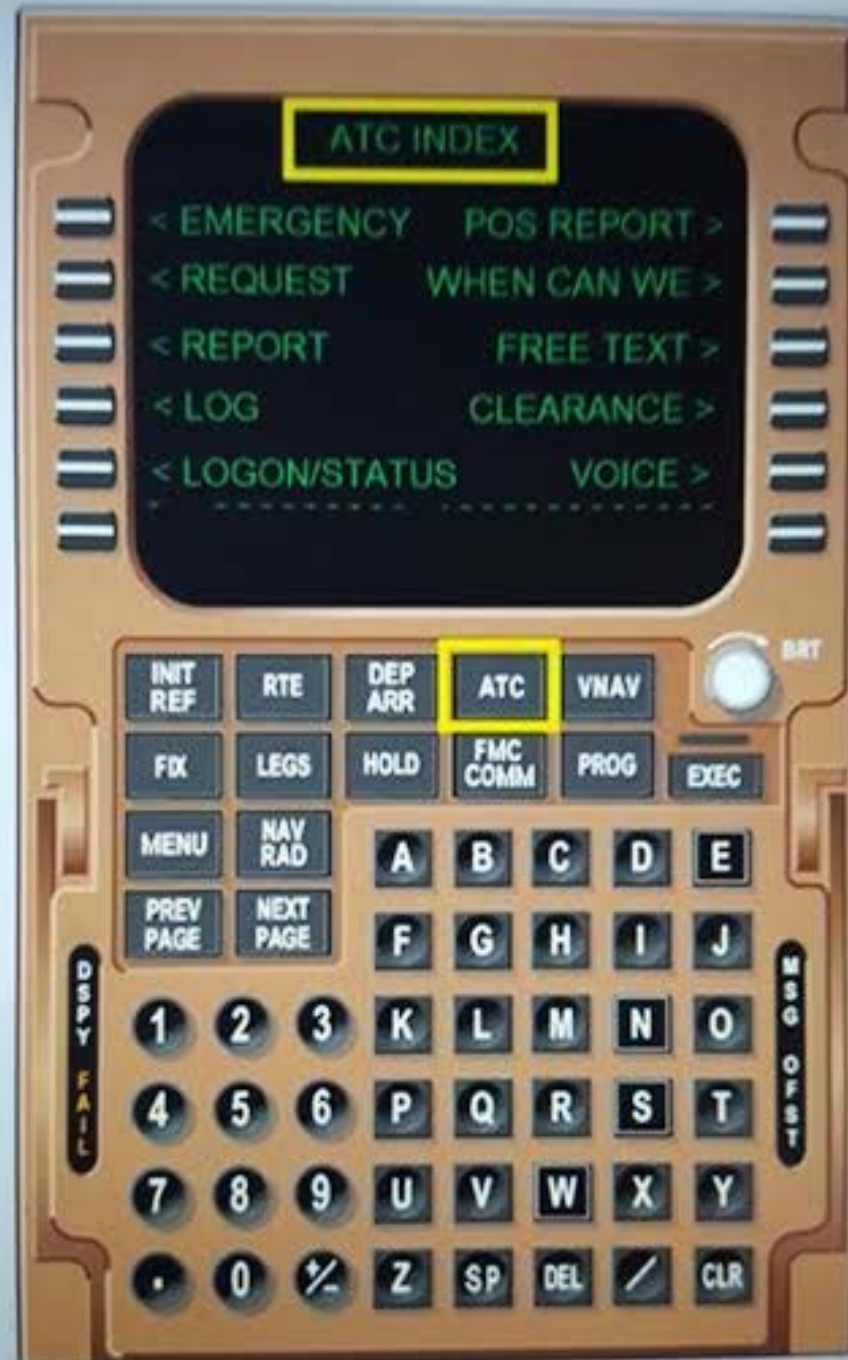 ATC INDEX
< EMERGENCY POS REPORT >
< REQUEST WHEN CAN WE >
< REPORT FREE TEXT >
< LOG CLEARANCE >
< LOGON/STATUS VOICE >
BRT
INIT REF RTE DEP ARR ATC VNAV
FIX LEGS HOLD FMC COMM PROG EXEC
MENU NAV RAD A B C D E
PREV PAGE NEXT PAGE F G H I J
DSPY FAIL
MSG OFST
1 2 3 K L M N O
4 5 6 P Q R S T
7 8 9 U V W X Y
. 0 +/- Z SP DEL / CLR